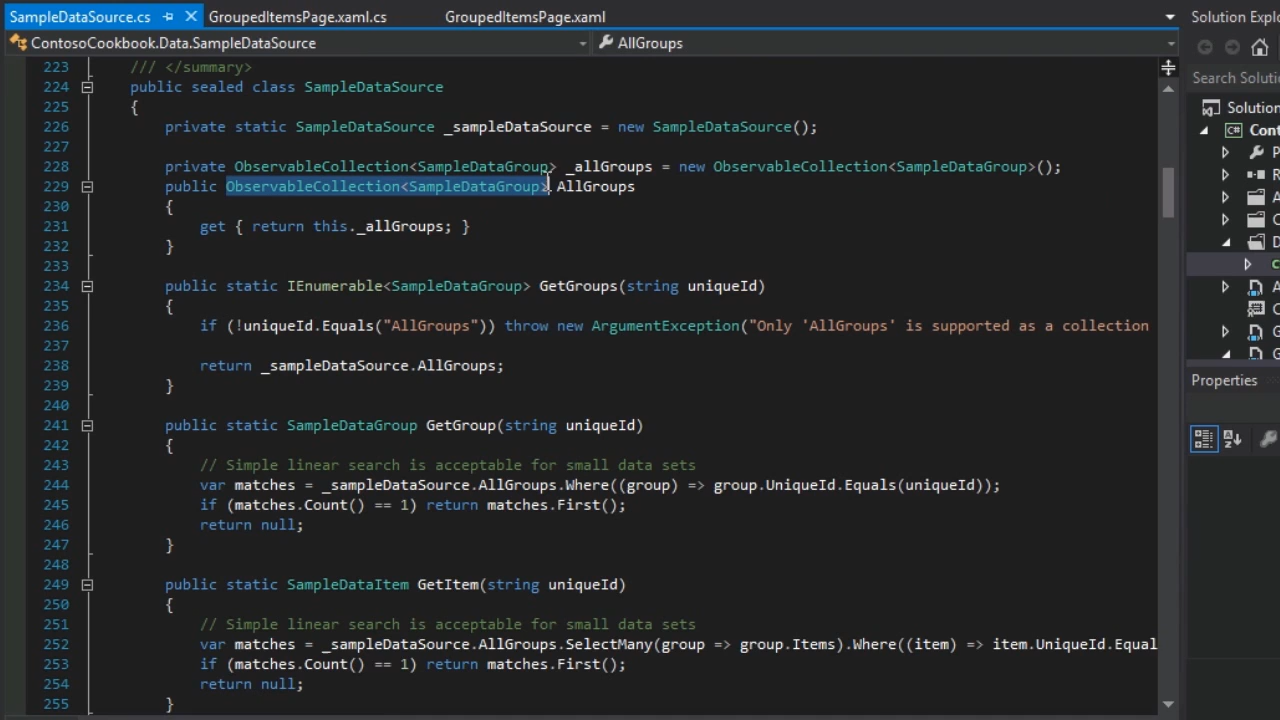 SampleDataSource.cs GroupedItemsPage.xaml.cs GroupedItemsPage.xaml Solution Explo
ContosoCookbook.Data.SampleDataSource AllGroups
Search Soluti
Solution
C# Cont
P
R
A
C
D
C
A
C
G
G
Properties
223 /// </summary>
224 public sealed class SampleDataSource
225 {
226 private static SampleDataSource _sampleDataSource = new SampleDataSource();
227
228 private ObservableCollection<SampleDataGroup> _allGroups = new ObservableCollection<SampleDataGroup>();
229 public ObservableCollection<SampleDataGroup> AllGroups
230 {
231 get { return this._allGroups; }
232 }
233
234 public static IEnumerable<SampleDataGroup> GetGroups(string uniqueId)
235 {
236 if (!uniqueId.Equals("AllGroups")) throw new ArgumentException("Only 'AllGroups' is supported as a collection
237
238 return _sampleDataSource.AllGroups;
239 }
240
241 public static SampleDataGroup GetGroup(string uniqueId)
242 {
243 // Simple linear search is acceptable for small data sets
244 var matches = _sampleDataSource.AllGroups.Where((group) => group.UniqueId.Equals(uniqueId));
245 if (matches.Count() == 1) return matches.First();
246 return null;
247 }
248
249 public static SampleDataItem GetItem(string uniqueId)
250 {
251 // Simple linear search is acceptable for small data sets
252 var matches = _sampleDataSource.AllGroups.SelectMany(group => group.Items).Where((item) => item.UniqueId.Equal
253 if (matches.Count() == 1) return matches.First();
254 return null;
255 }